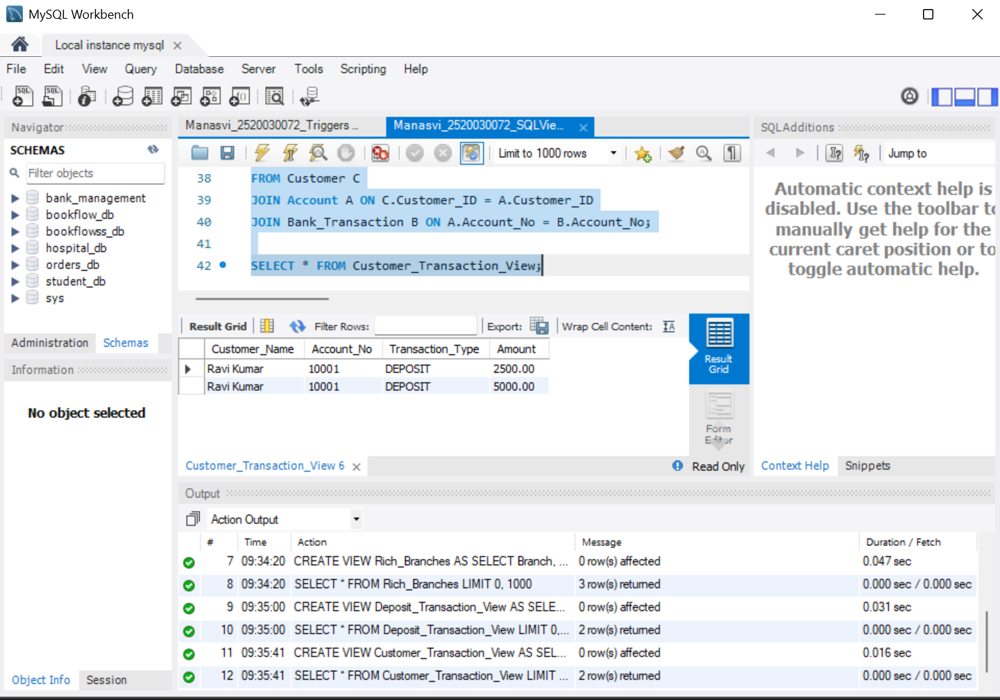 MySQL Workbench
Local instance mysql
File Edit View Query Database Server Tools Scripting Help
Navigator
SCHEMAS
Filter objects
bank_management
bookflow_db
bookflowss_db
hospital_db
orders_db
student_db
sys
Administration Schemas
Information
No object selected
Object Info Session
Manasvi_2520030072_Triggers ... Manasvi_2520030072_SQLVie...
Limit to 1000 rows
38 FROM Customer C
39 JOIN Account A ON C.Customer_ID = A.Customer_ID
40 JOIN Bank_Transaction B ON A.Account_No = B.Account_No;
41
42 SELECT * FROM Customer_Transaction_View;
Result Grid Filter Rows: Export: Wrap Cell Content:
Customer_Name Account_No Transaction_Type Amount
Ravi Kumar 10001 DEPOSIT 2500.00
Ravi Kumar 10001 DEPOSIT 5000.00
Result
Grid
Form
Editor
Customer_Transaction_View 6 Read Only
SQLAdditions
Jump to
Automatic context help is
disabled. Use the toolbar to
manually get help for the
current caret position or to
toggle automatic help.
Context Help Snippets
Output
Action Output
# Time Action Message Duration / Fetch
7 09:34:20 CREATE VIEW Rich_Branches AS SELECT Branch, ... 0 row(s) affected 0.047 sec
8 09:34:20 SELECT * FROM Rich_Branches LIMIT 0, 1000 3 row(s) returned 0.000 sec / 0.000 sec
9 09:35:00 CREATE VIEW Deposit_Transaction_View AS SELE... 0 row(s) affected 0.031 sec
10 09:35:00 SELECT * FROM Deposit_Transaction_View LIMIT 0,... 2 row(s) returned 0.000 sec / 0.000 sec
11 09:35:41 CREATE VIEW Customer_Transaction_View AS SEL... 0 row(s) affected 0.016 sec
12 09:35:41 SELECT * FROM Customer_Transaction_View LIMIT ... 2 row(s) returned 0.000 sec / 0.000 sec